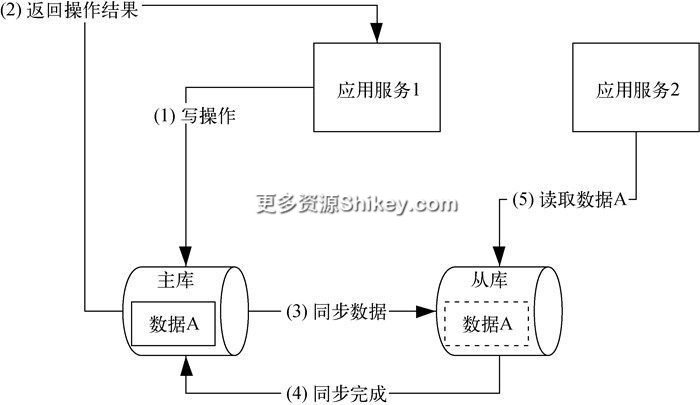 (2) 返回操作结果
应用服务1
应用服务2
(1) 写操作
更多资源Shikey.com
(5) 读取数据A
主库
从库
数据A
(3) 同步数据
数据A
(4) 同步完成